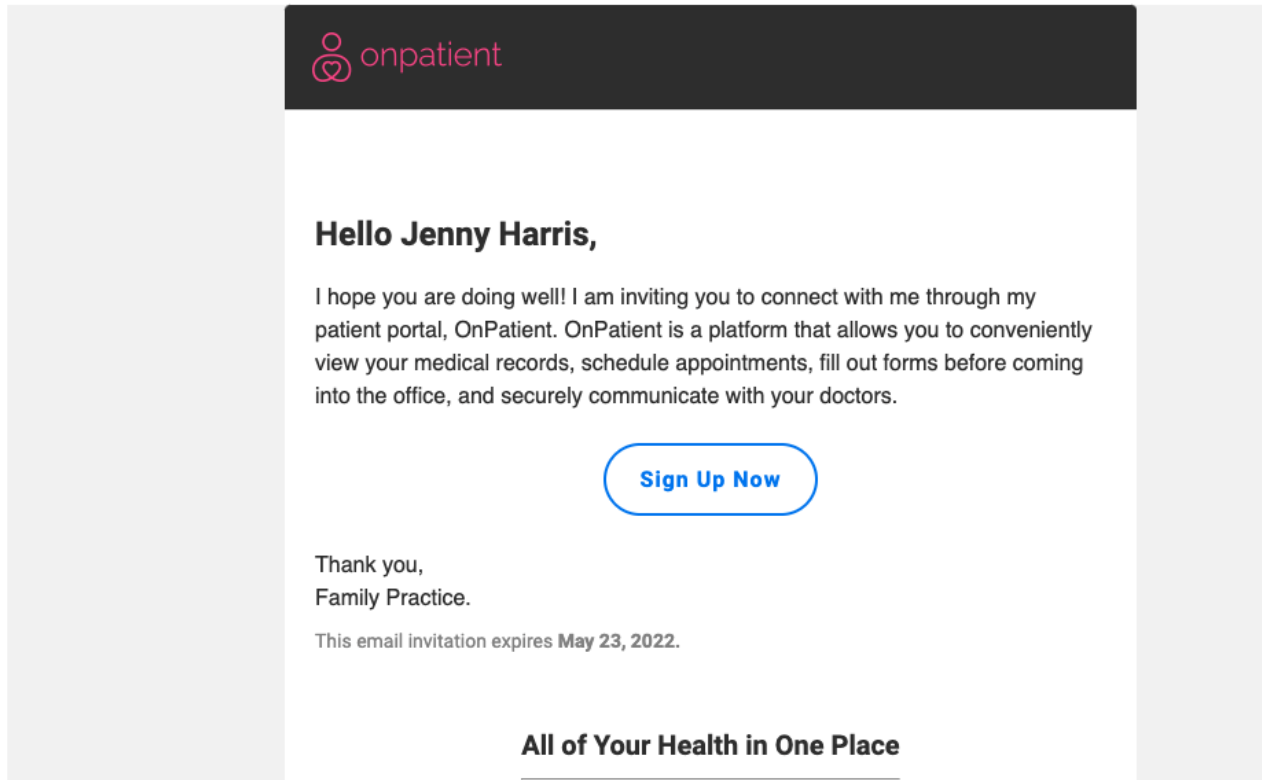 onpatient
Hello Jenny Harris,
I hope you are doing well! I am inviting you to connect with me through my
patient portal, OnPatient. OnPatient is a platform that allows you to conveniently
view your medical records, schedule appointments, fill out forms before coming
into the office, and securely communicate with your doctors.
Sign Up Now
Thank you,
Family Practice.
This email invitation expires May 23, 2022.
All of Your Health in One Place